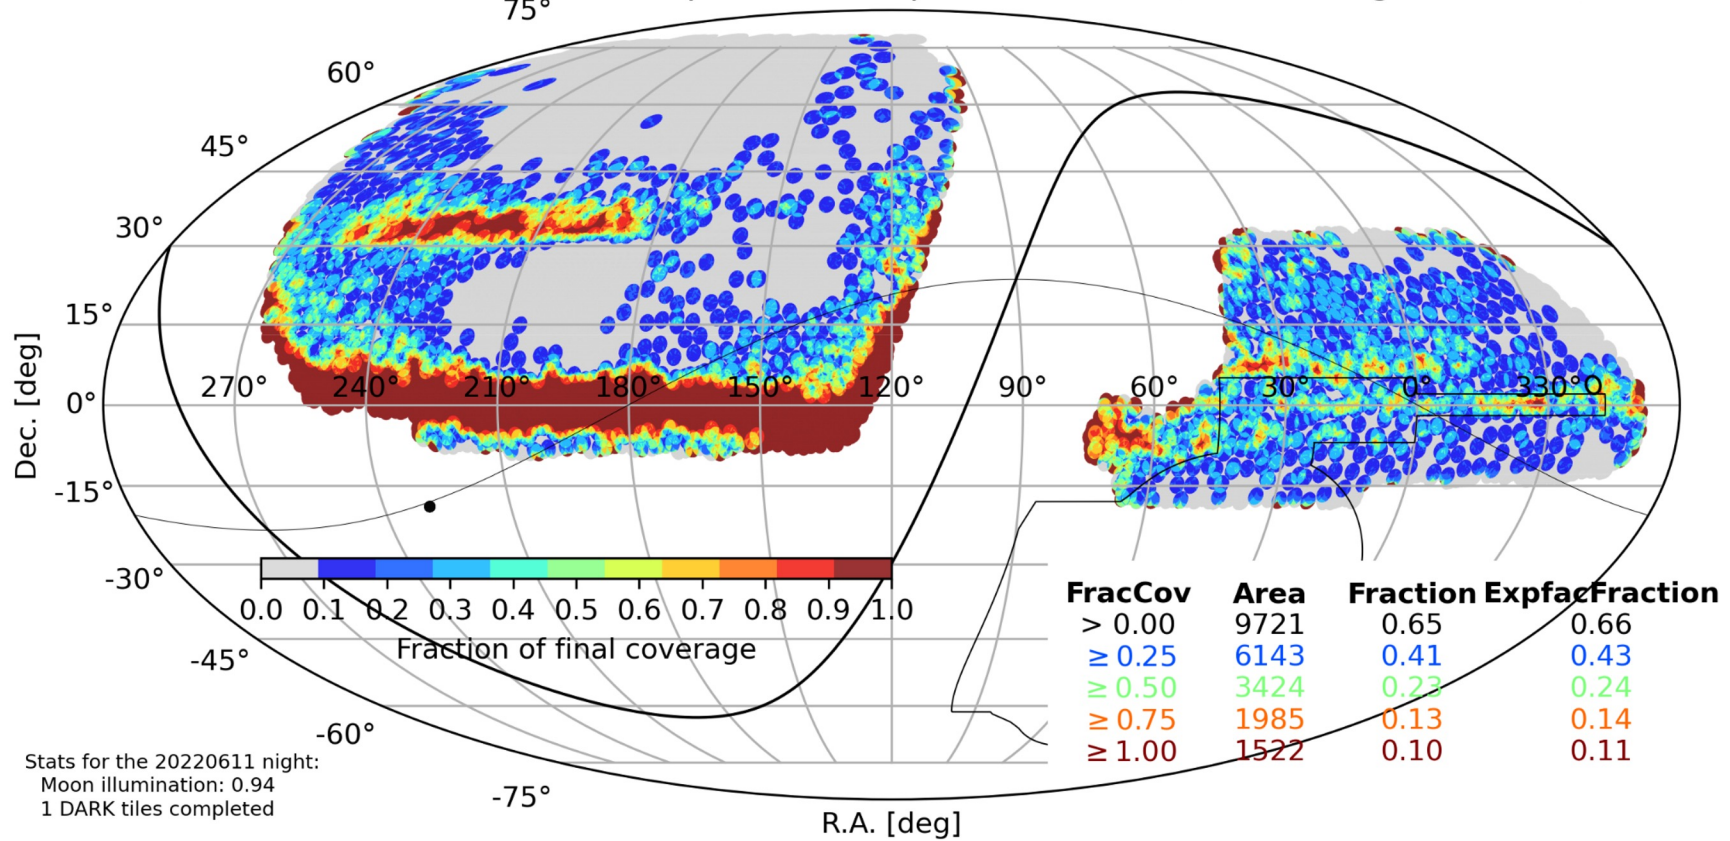 75°
60°
45°
30°
15°
270° 240° 210° 180° 150° 120° 90° 60° 30° 0° 330°
0°
-15°
-30°
-45°
-60°
-75°
Dec. [deg]
R.A. [deg]
0.0 0.1 0.2 0.3 0.4 0.5 0.6 0.7 0.8 0.9 1.0
Fraction of final coverage
FracCov Area Fraction ExpfacFraction
> 0.00 9721 0.65 0.66
≥ 0.25 6143 0.41 0.43
≥ 0.50 3424 0.23 0.24
≥ 0.75 1985 0.13 0.14
≥ 1.00 1522 0.10 0.11
Stats for the 20220611 night:
Moon illumination: 0.94
1 DARK tiles completed